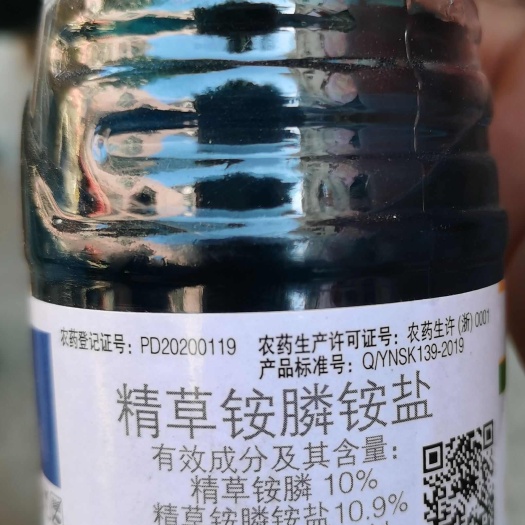 农药登记证号：PD20200119
农药生产许可证号：农药生许（浙）0001
产品标准号：Q/YNSK139-2019
精草铵膦铵盐
有效成分及其含量：
精草铵膦 10%
精草铵膦铵盐10.9%